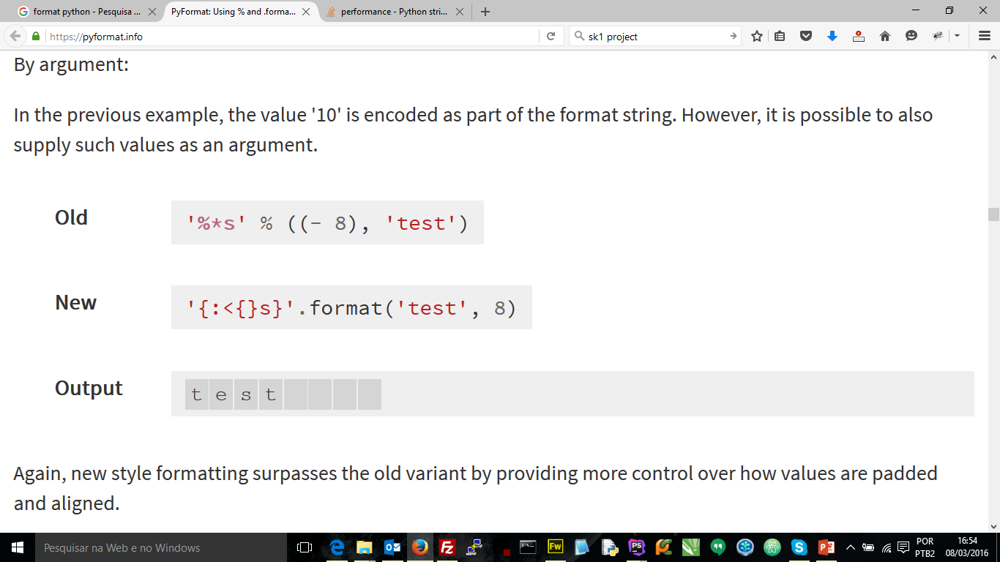 format python - Pesquisa ...
PyFormat: Using % and .forma...
performance - Python stri...
https://pyformat.info
sk1 project
By argument:
In the previous example, the value '10' is encoded as part of the format string. However, it is possible to also
supply such values as an argument.
Old
'%*s' % ((- 8), 'test')
New
'{:<{}s}'.format('test', 8)
Output
test
Again, new style formatting surpasses the old variant by providing more control over how values are padded
and aligned.
Pesquisar na Web e no Windows
POR
PTB2
16:54
08/03/2016